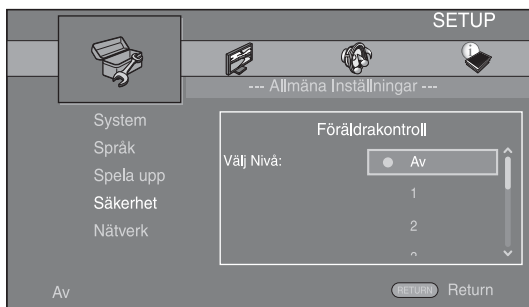 SETUP
--- Allmäna Inställningar ---
System
Språk
Spela upp
Säkerhet
Nätverk
Föräldrakontroll
Välj Nivå:
Av
1
2
Av
RETURN Return